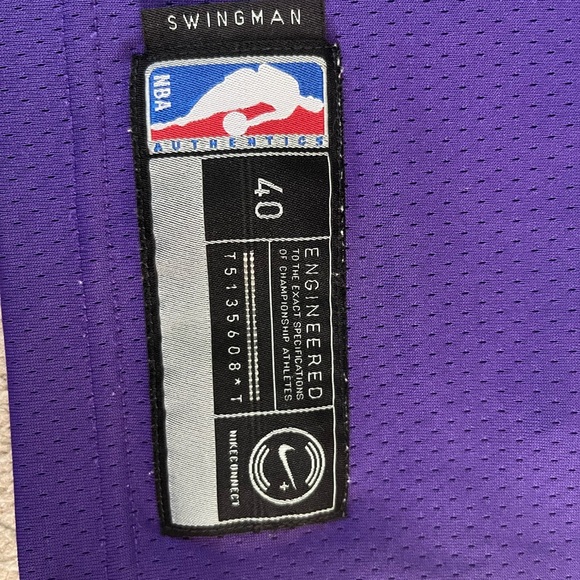 SWINGMAN
NBA
AUTHENTICS
40
ENGINEERED
TO THE EXACT SPECIFICATIONS
OF CHAMPIONSHIP ATHLETES
T5135608*T
NIKECONNECT
+